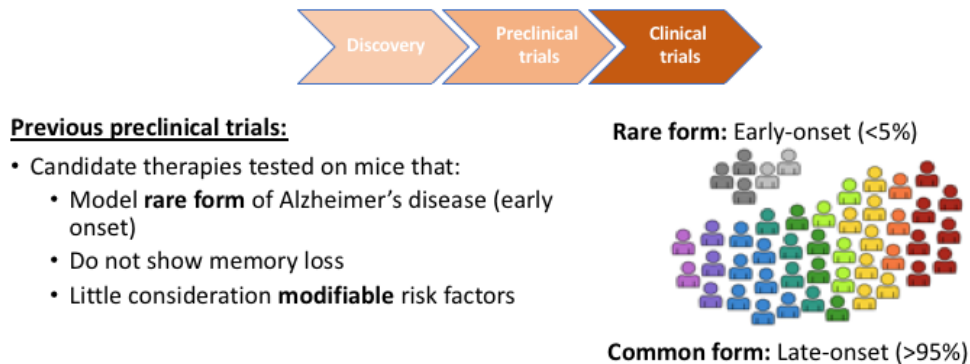 Discovery
Preclinical
trials
Clinical
trials
Previous preclinical trials:
• Candidate therapies tested on mice that:
• Model rare form of Alzheimer's disease (early
onset)
• Do not show memory loss
• Little consideration modifiable risk factors
Rare form: Early-onset (<5%)
Common form: Late-onset (>95%)